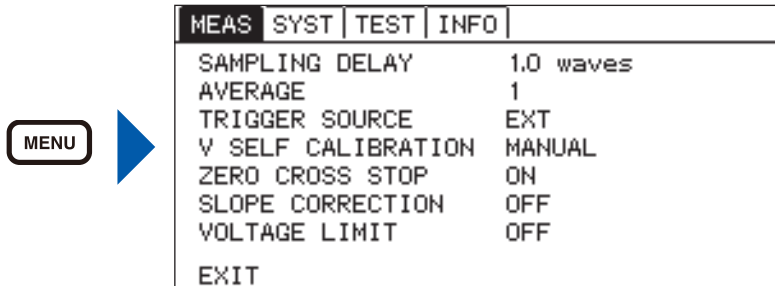 MENU
MEAS SYST TEST INFO
SAMPLING DELAY 1.0 waves
AVERAGE 1
TRIGGER SOURCE EXT
V SELF CALIBRATION MANUAL
ZERO CROSS STOP ON
SLOPE CORRECTION OFF
VOLTAGE LIMIT OFF
EXIT